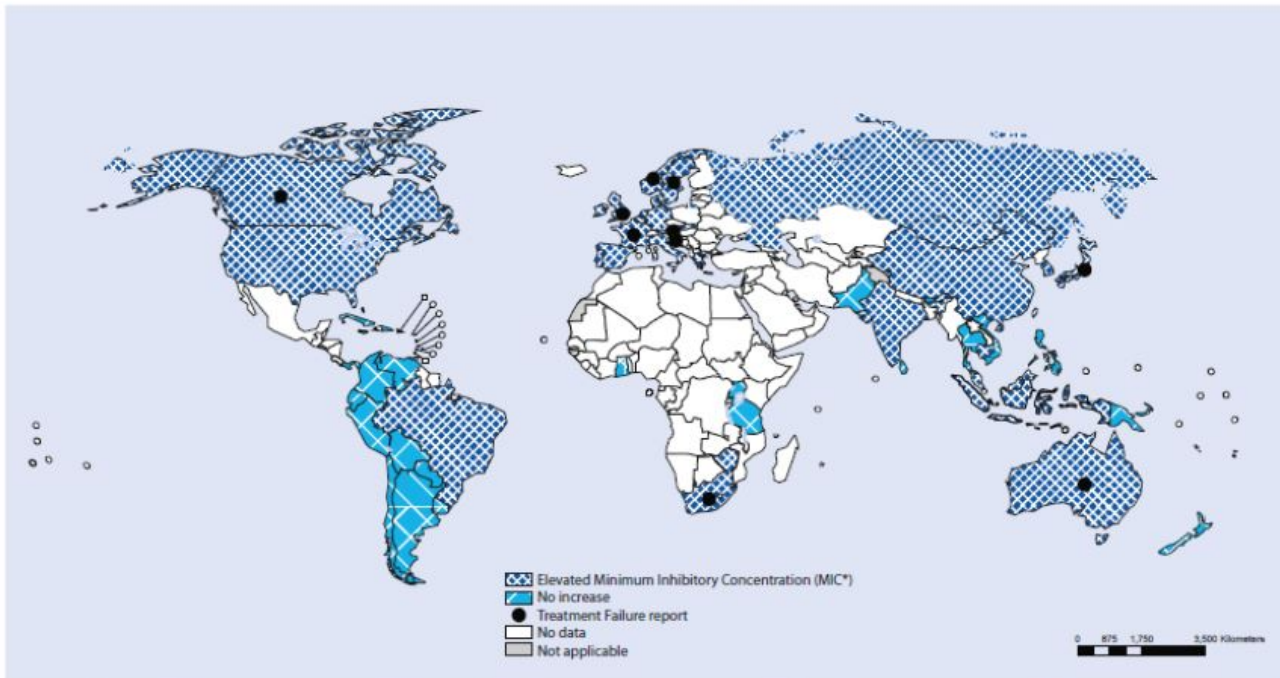 Elevated Minimum Inhibitory Concentration (MIC*)
No increase
Treatment Failure report
No data
Not applicable
0 875 1,750 3,500 Kilometers